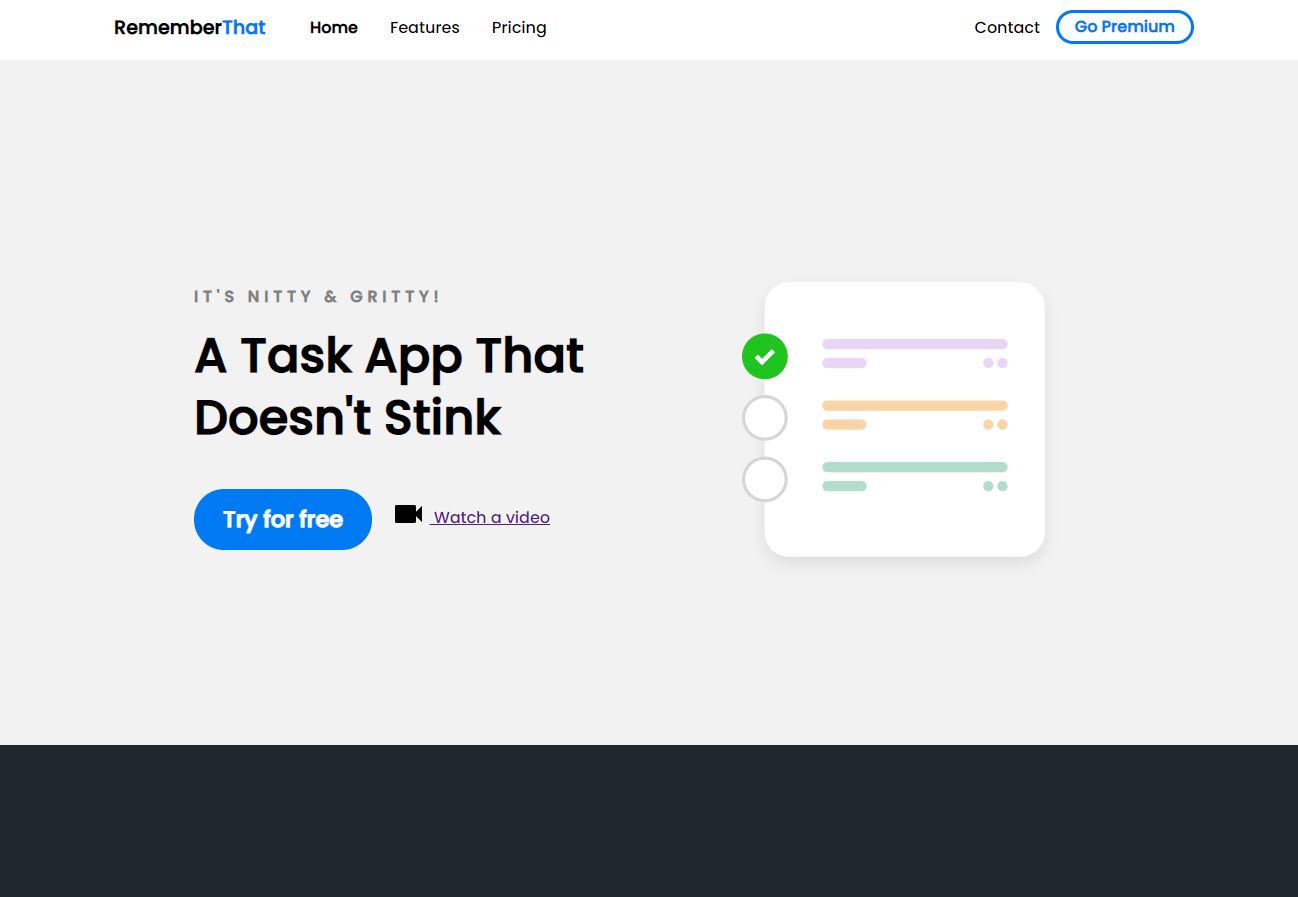 RememberThat Home Features Pricing Contact Go Premium
IT'S NITTY & GRITTY!
A Task App That
Doesn't Stink
Try for free Watch a video